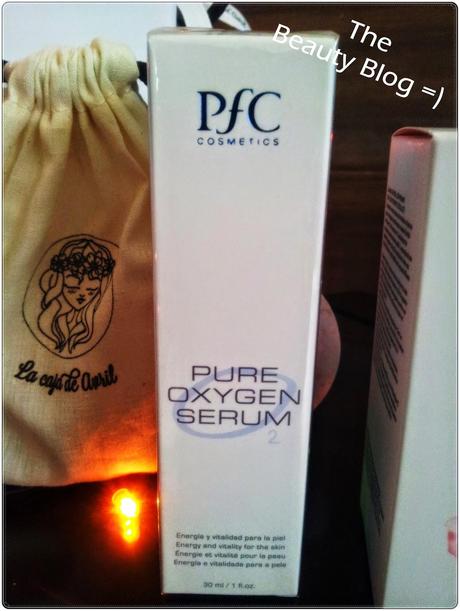 The
Beauty Blog =)
PfC
COSMETICS
La caja de Avril
PURE
OXYGEN
SERUM
2
Energía y vitalidad para la piel
Energy and vitality for the skin
Énergie et vitalité pour la peau
Energia e vitalidade para a pele
30 ml / 1 fl.oz.